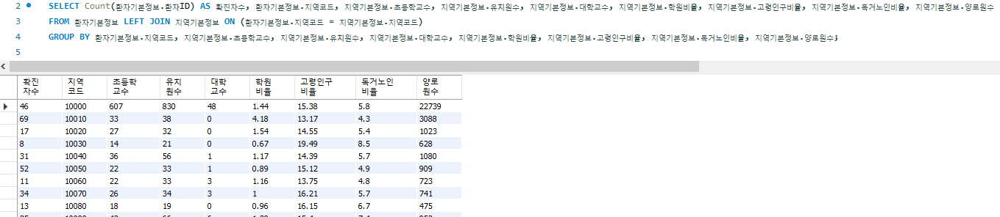 2 SELECT Count(환자기본정보.환자ID) AS 확진자수, 환자기본정보.지역코드, 지역기본정보.초등학교수, 지역기본정보.유치원수, 지역기본정보.대학교수, 지역기본정보.학원비율, 지역기본정보.고령인구비율, 지역기본정보.독거노인비율, 지역기본정보.양로원수
3 FROM 환자기본정보 LEFT JOIN 지역기본정보 ON (환자기본정보.지역코드 = 지역기본정보.지역코드)
4 GROUP BY 환자기본정보.지역코드, 지역기본정보.초등학교수, 지역기본정보.유치원수, 지역기본정보.대학교수, 지역기본정보.학원비율, 지역기본정보.고령인구비율, 지역기본정보.독거노인비율, 지역기본정보.양로원수;
5
확진 지역 초등학 유치 대학 학원 고령인구 독거노인 양로
자수 코드 교수 원수 교수 비율 비율 비율 원수
46 10000 607 830 48 1.44 15.38 5.8 22739
69 10010 33 38 0 4.18 13.17 4.3 3088
17 10020 27 32 0 1.54 14.55 5.4 1023
8 10030 14 21 0 0.67 19.49 8.5 628
31 10040 36 56 1 1.17 14.39 5.7 1080
52 10050 22 33 1 0.89 15.12 4.9 909
11 10060 22 33 3 1.16 13.75 4.8 723
34 10070 26 34 3 1 16.21 5.7 741
13 10080 18 19 0 0.96 16.15 6.7 475